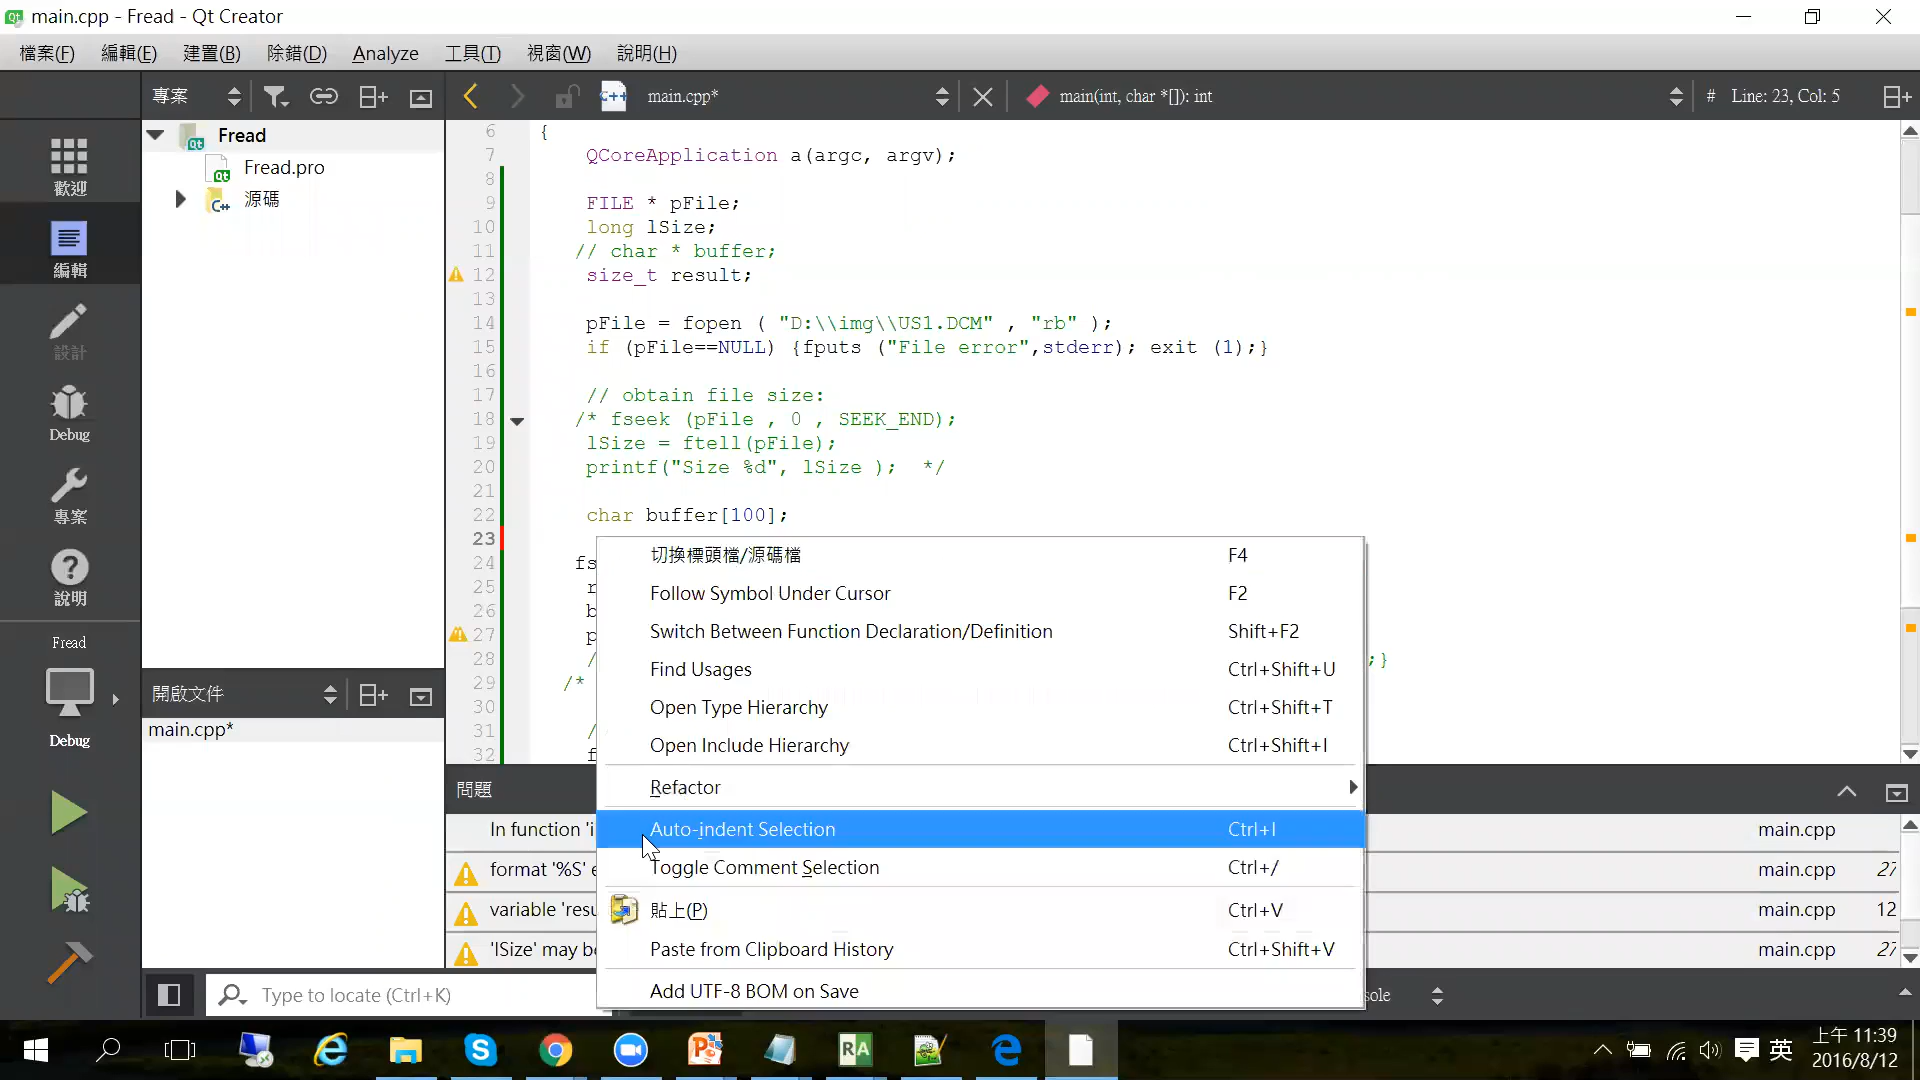 main.cpp - Fread - Qt Creator
檔案(F) 編輯(E) 建置(B) 除錯(D) Analyze 工具(T) 視窗(W) 說明(H)
專案
main.cpp*
main(int, char *[]): int
# Line: 23, Col: 5
歡迎
編輯
設計
Debug
專案
說明
Fread
Debug
Fread
Fread.pro
源碼
開啟文件
main.cpp*
6 {
7 QCoreApplication a(argc, argv);
8
9 FILE * pFile;
10 long lSize;
11 // char * buffer;
12 size_t result;
13
14 pFile = fopen ( "D:\\img\\US1.DCM" , "rb" );
15 if (pFile==NULL) {fputs ("File error",stderr); exit (1);}
16
17 // obtain file size:
18 /* fseek (pFile , 0 , SEEK_END);
19 lSize = ftell(pFile);
20 printf("Size %d", lSize ); */
21
22 char buffer[100];
23
24 fs
25 r
26 b
27 p
28 / ;}
29 /*
30
31 /
32 f
切換標頭檔/源碼檔 F4
Follow Symbol Under Cursor F2
Switch Between Function Declaration/Definition Shift+F2
Find Usages Ctrl+Shift+U
Open Type Hierarchy Ctrl+Shift+T
Open Include Hierarchy Ctrl+Shift+I
Refactor
Auto-indent Selection Ctrl+I
Toggle Comment Selection Ctrl+/
貼上(P) Ctrl+V
Paste from Clipboard History Ctrl+Shift+V
Add UTF-8 BOM on Save
問題
In function 'i main.cpp
format '%S' e main.cpp 27
variable 'resu main.cpp 12
'lSize' may be main.cpp 27
Type to locate (Ctrl+K)
sole
英
上午 11:39
2016/8/12